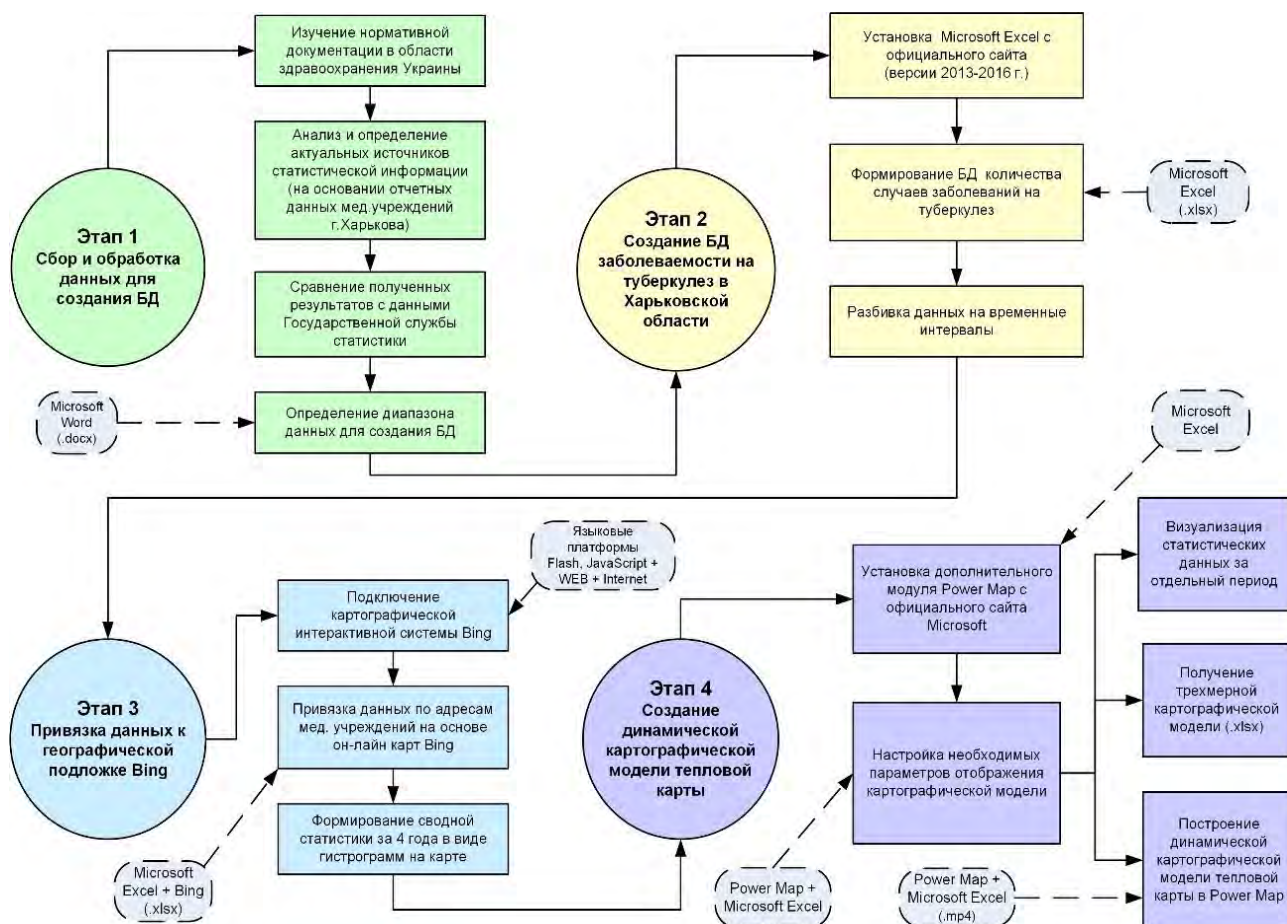 Этап 1
Сбор и обработка
данных для
создания БД
Изучение нормативной
документации в области
здравоохранения Украины
Анализ и определение
актуальных источников
статистической информации
(на основании отчетных
данных мед.учреждений
г.Харькова)
Сравнение полученных
результатов с данными
Государственной службы
статистики
Определение диапазона
данных для создания БД
Microsoft
Word
(.docx)
Этап 2
Создание БД
заболеваемости на
туберкулез в
Харьковской
области
Установка Microsoft Excel с
официального сайта
(версии 2013-2016 г.)
Формирование БД количества
случаев заболеваний на
туберкулез
Microsoft
Excel
(.xlsx)
Разбивка данных на временные
интервалы
Этап 3
Привязка данных к
географической
подложке Bing
Языковые
платформы
Flash, JavaScript +
WEB + Internet
Подключение
картографической
интерактивной системы Bing
Привязка данных по адресам
мед. учреждений на основе
он-лайн карт Bing
Формирование сводной
статистики за 4 года в виде
гистрограмм на карте
Microsoft
Excel + Bing
(.xlsx)
Этап 4
Создание
динамической
картографической
модели тепловой
карты
Microsoft
Excel
Установка дополнительного
модуля Power Map с
официального сайта
Microsoft
Настройка необходимых
параметров отображения
картографической модели
Power Map +
Microsoft Excel
Power Map +
Microsoft Excel
(.mp4)
Визуализация
статистических
данных за
отдельный период
Получение
трехмерной
картографической
модели (.xlsx)
Построение
динамической
картографической
модели тепловой
карты в Power Map